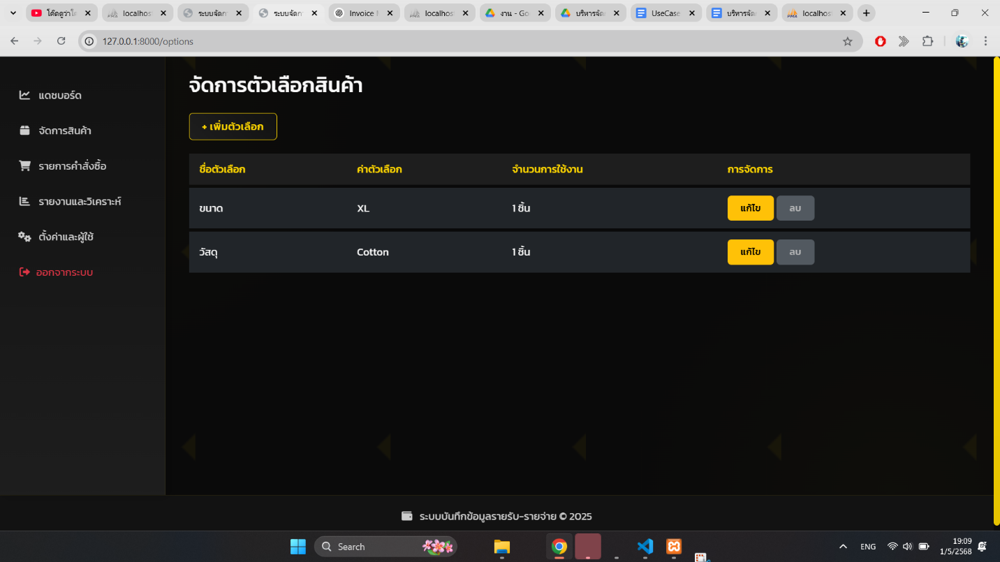 โค้ดดูว่าใ
localhos
ระบบจัดก
ระบบจัดก
Invoice
localhos
งาน - Go
บริหารจัด
UseCase
บริหารจัด
localhos
127.0.0.1:8000/options
แดชบอร์ด
จัดการสินค้า
รายการคำสั่งซื้อ
รายงานและวิเคราะห์
ตั้งค่าและผู้ใช้
ออกจากระบบ
จัดการตัวเลือกสินค้า
+ เพิ่มตัวเลือก
ชื่อตัวเลือก ค่าตัวเลือก จำนวนการใช้งาน การจัดการ
ขนาด XL 1 ชิ้น แก้ไข ลบ
วัสดุ Cotton 1 ชิ้น แก้ไข ลบ
ระบบบันทึกข้อมูลรายรับ-รายจ่าย © 2025
Search
ENG
19:09
1/5/2568